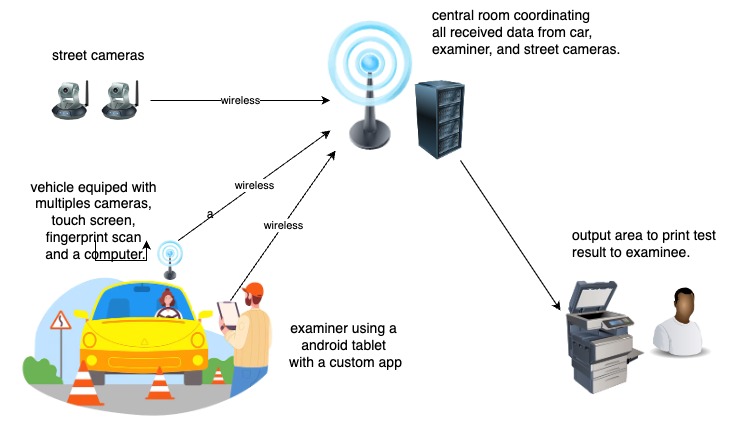 street cameras
central room coordinating
all received data from car,
examiner, and street cameras.
wireless
wireless
a
wireless
vehicle equiped with
multiples cameras,
touch screen,
fingerprint scan
and a computer.
output area to print test
result to examinee.
examiner using a
android tablet
with a custom app